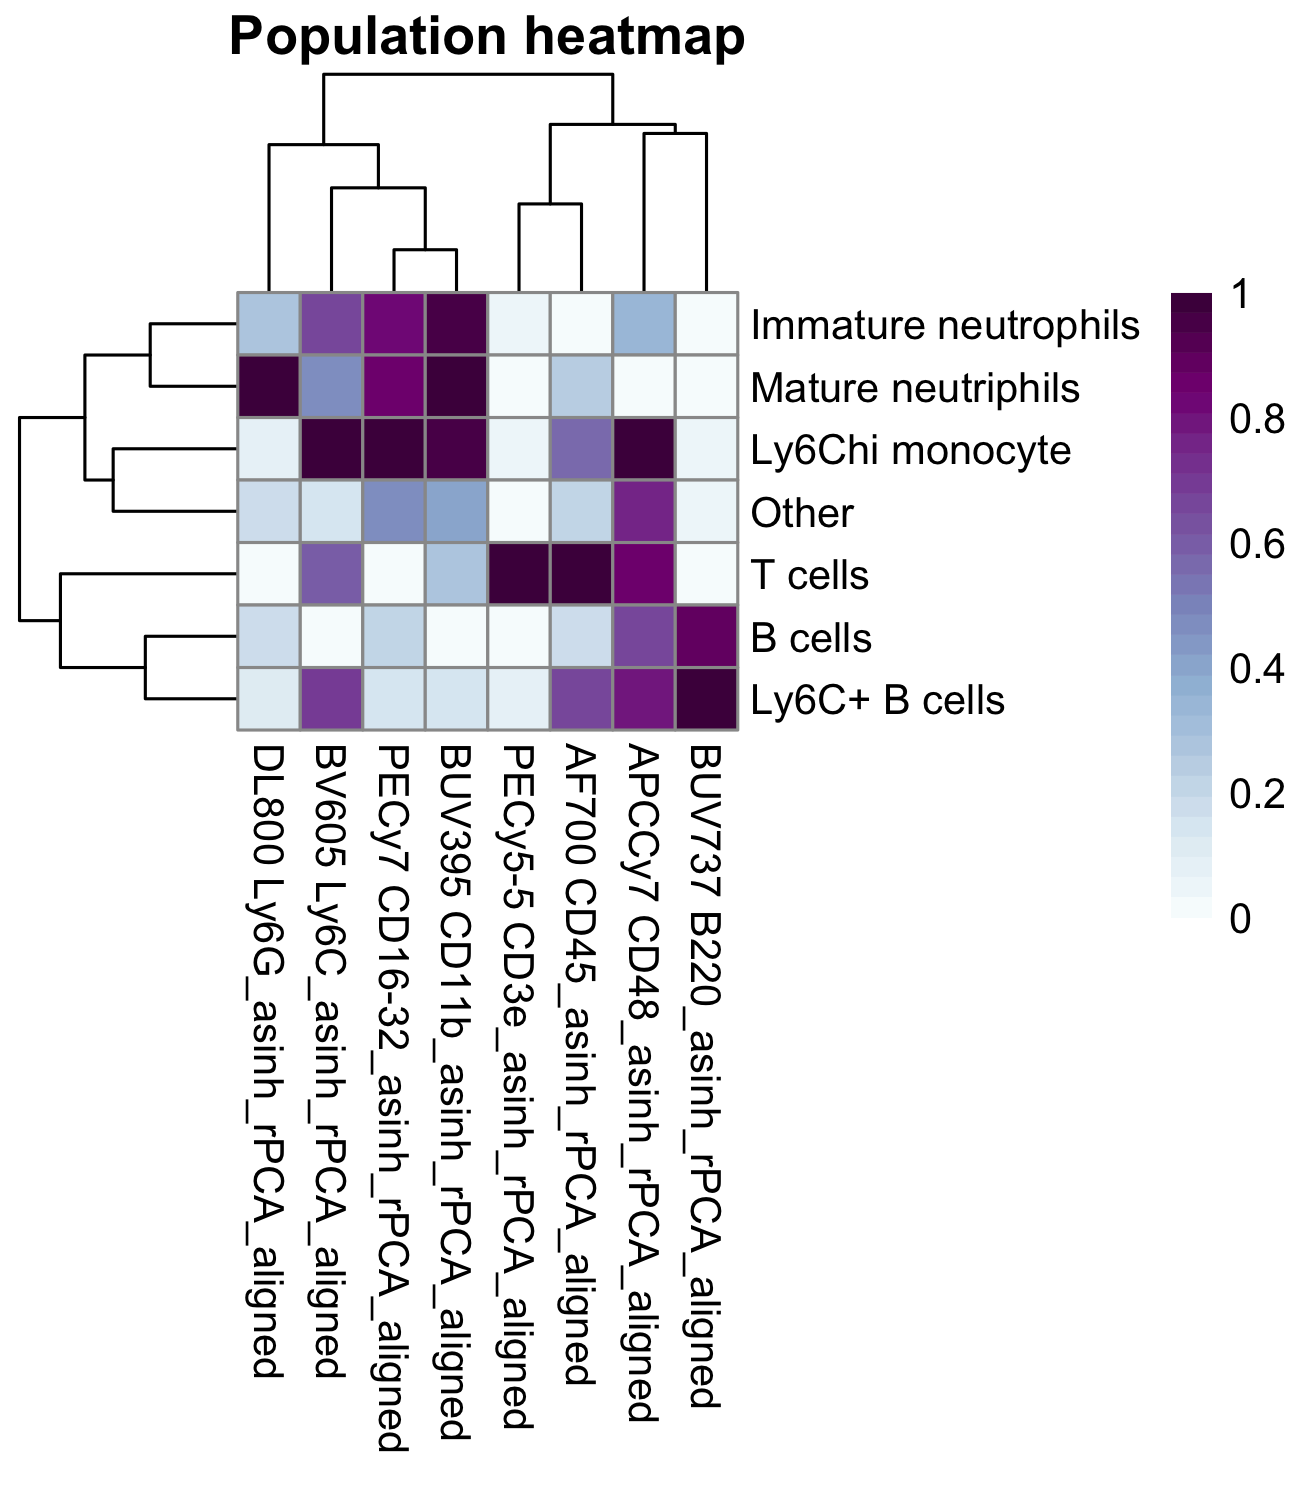 Population heatmap
Immature neutrophils
Mature neutriphils
Ly6Chi monocyte
Other
T cells
B cells
Ly6C+ B cells
DL800 Ly6G_asinh_rPCA_aligned
BV605 Ly6C_asinh_rPCA_aligned
PECy7 CD16-32_asinh_rPCA_aligned
BUV395 CD11b_asinh_rPCA_aligned
PECy5-5 CD3e_asinh_rPCA_aligned
AF700 CD45_asinh_rPCA_aligned
APCCy7 CD48_asinh_rPCA_aligned
BUV737 B220_asinh_rPCA_aligned
1
0.8
0.6
0.4
0.2
0